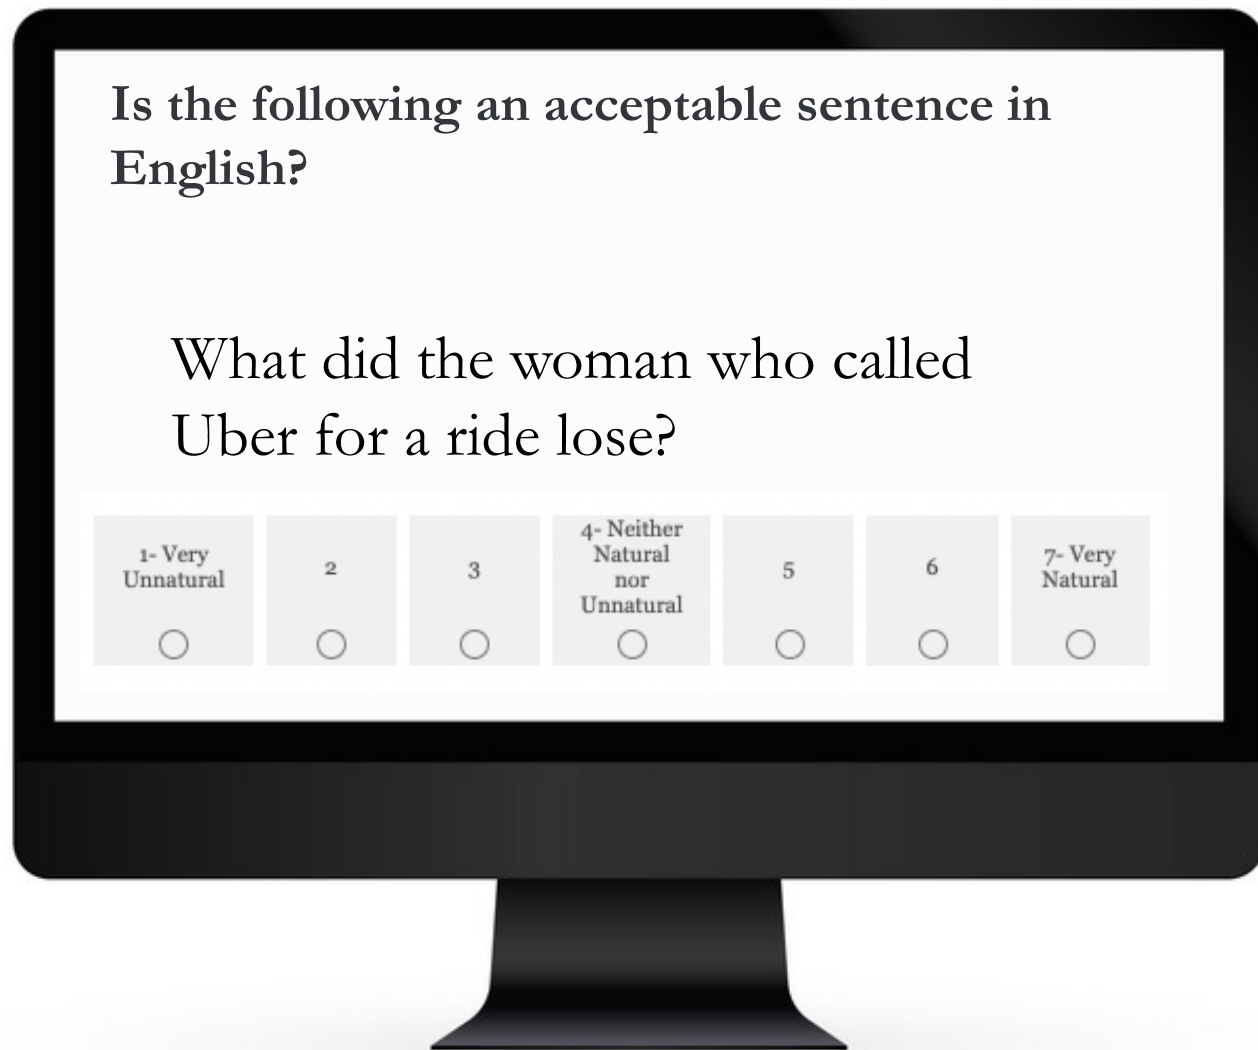 Is the following an acceptable sentence in
English?
What did the woman who called
Uber for a ride lose?
1- Very
Unnatural
2
3
4- Neither
Natural
nor
Unnatural
5
6
7- Very
Natural